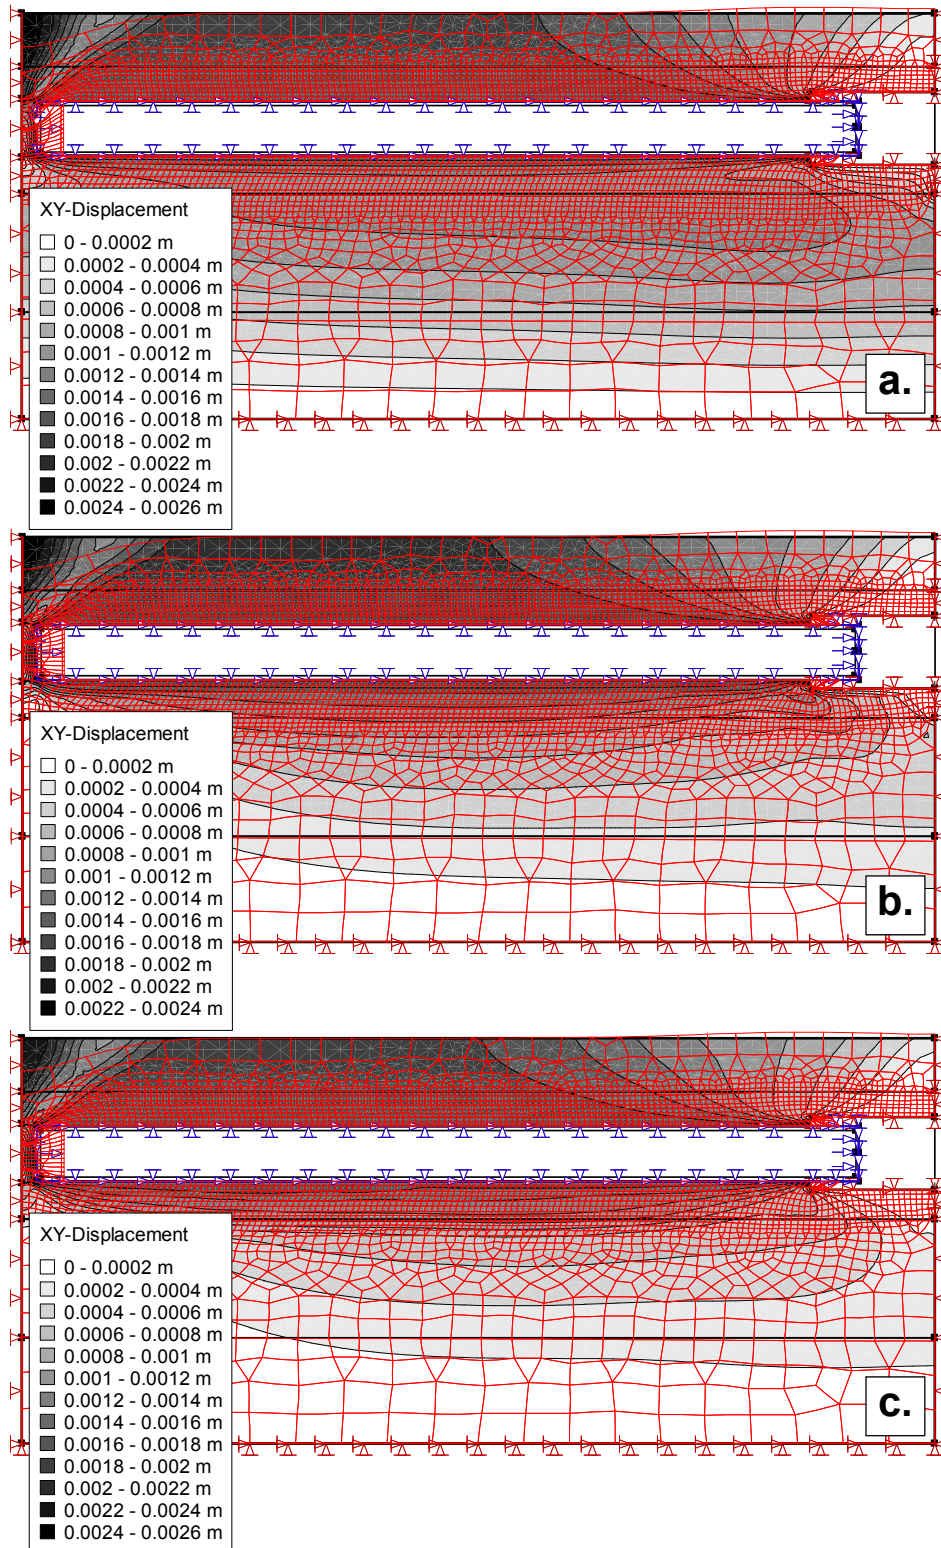 XY-Displacement
0 - 0.0002 m
0.0002 - 0.0004 m
0.0004 - 0.0006 m
0.0006 - 0.0008 m
0.0008 - 0.001 m
0.001 - 0.0012 m
0.0012 - 0.0014 m
0.0014 - 0.0016 m
0.0016 - 0.0018 m
0.0018 - 0.002 m
0.002 - 0.0022 m
0.0022 - 0.0024 m
0.0024 - 0.0026 m
a.
XY-Displacement
0 - 0.0002 m
0.0002 - 0.0004 m
0.0004 - 0.0006 m
0.0006 - 0.0008 m
0.0008 - 0.001 m
0.001 - 0.0012 m
0.0012 - 0.0014 m
0.0014 - 0.0016 m
0.0016 - 0.0018 m
0.0018 - 0.002 m
0.002 - 0.0022 m
0.0022 - 0.0024 m
b.
XY-Displacement
0 - 0.0002 m
0.0002 - 0.0004 m
0.0004 - 0.0006 m
0.0006 - 0.0008 m
0.0008 - 0.001 m
0.001 - 0.0012 m
0.0012 - 0.0014 m
0.0014 - 0.0016 m
0.0016 - 0.0018 m
0.0018 - 0.002 m
0.002 - 0.0022 m
0.0022 - 0.0024 m
0.0024 - 0.0026 m
c.